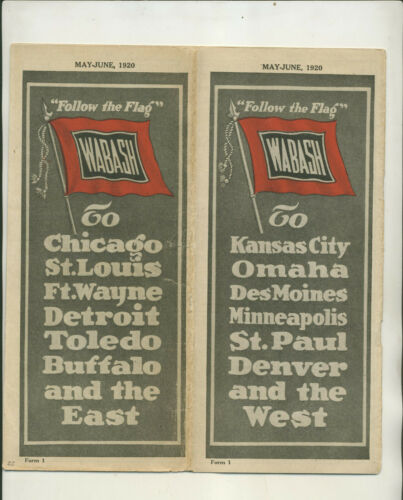 MAY-JUNE, 1920
"Follow the Flag"
WABASH
To
Chicago
St. Louis
Ft. Wayne
Detroit
Toledo
Buffalo
and the
East
Form 1
22
MAY-JUNE, 1920
"Follow the Flag"
WABASH
To
Kansas City
Omaha
Des Moines
Minneapolis
St. Paul
Denver
and the
West
Form 1